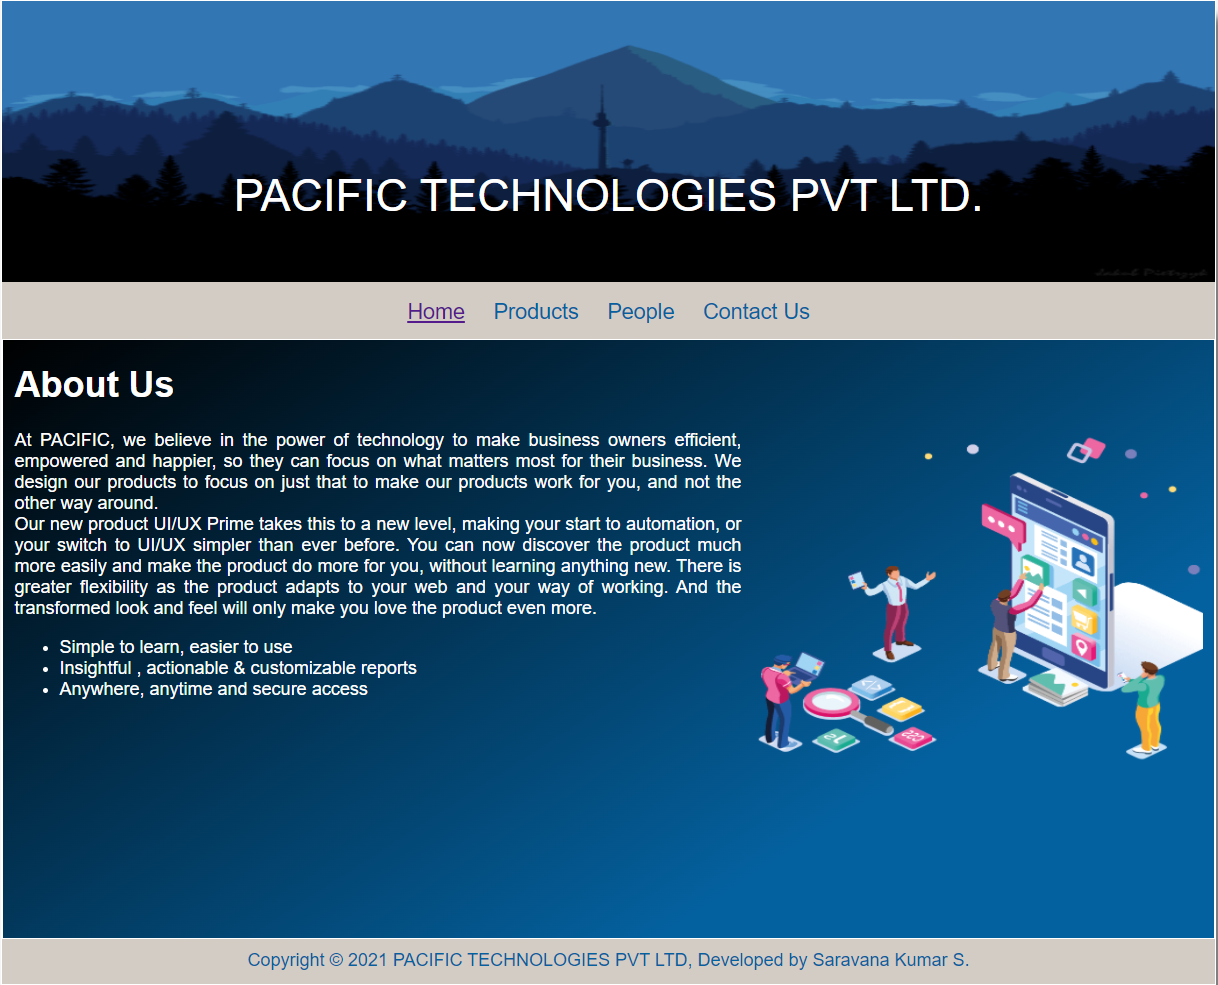 PACIFIC TECHNOLOGIES PVT LTD.
Home Products People Contact Us
About Us
At PACIFIC, we believe in the power of technology to make business owners efficient,
empowered and happier, so they can focus on what matters most for their business. We
design our products to focus on just that to make our products work for you, and not the
other way around.
Our new product UI/UX Prime takes this to a new level, making your start to automation, or
your switch to UI/UX simpler than ever before. You can now discover the product much
more easily and make the product do more for you, without learning anything new. There is
greater flexibility as the product adapts to your web and your way of working. And the
transformed look and feel will only make you love the product even more.
• Simple to learn, easier to use
• Insightful , actionable & customizable reports
• Anywhere, anytime and secure access
Copyright © 2021 PACIFIC TECHNOLOGIES PVT LTD, Developed by Saravana Kumar S.